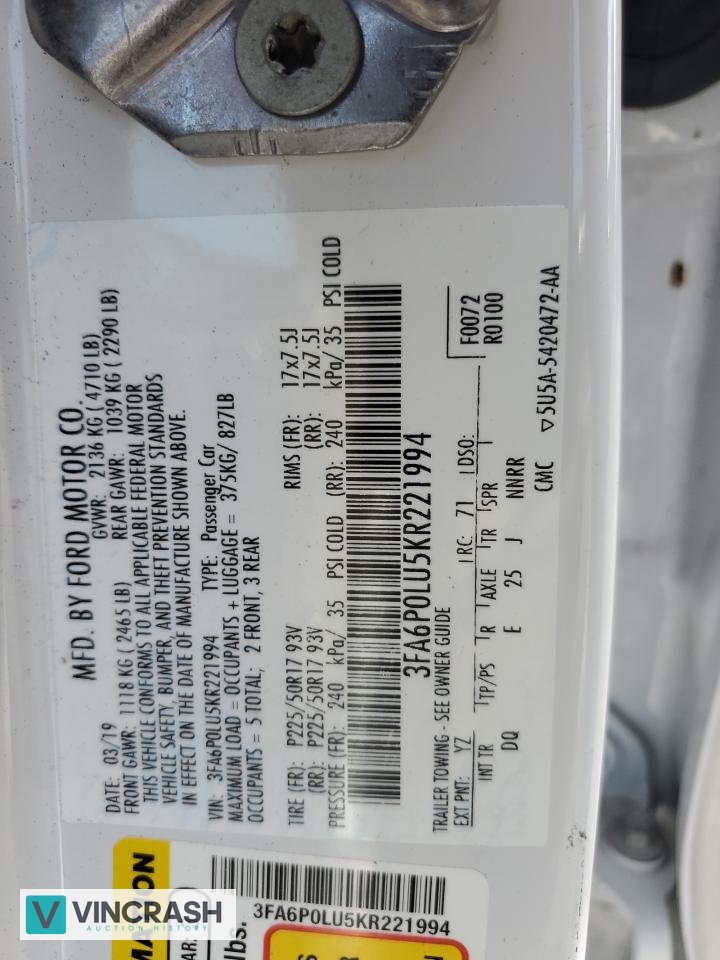 MFD. BY FORD MOTOR CO.
DATE: 03/19 GVWR: 2136 KG ( 4710 LB)
FRONT GAWR: 1118 KG ( 2465 LB) REAR GAWR: 1039 KG ( 2290 LB)
THIS VEHICLE CONFORMS TO ALL APPLICABLE FEDERAL MOTOR
VEHICLE SAFETY, BUMPER, AND THEFT PREVENTION STANDARDS
IN EFFECT ON THE DATE OF MANUFACTURE SHOWN ABOVE.
VIN: 3FA6P0LU5KR221994 TYPE: Passenger Car
MAXIMUM LOAD = OCCUPANTS + LUGGAGE = 375KG/ 827LB
OCCUPANTS = 5 TOTAL; 2 FRONT, 3 REAR
TIRE (FR): P225/50R17 93V RIMS (FR): 17x7.5J
(RR): P225/50R17 93V (RR): 17x7.5J
PRESSURE (FR): 240 kPa/ 35 PSI COLD (RR): 240 kPa/ 35 PSI COLD
3FA6P0LU5KR221994
TRAILER TOWING - SEE OWNER GUIDE
EXT PNT: YZ RC: 71 DSO: F0072
R0100
INT TR TP/PS R AXLE TR SPR
DQ E 25 J NNRR
CMC ▽5U5A-5420472-AA
MATION
AR:
lbs.
3FA6P0LU5KR221994
V VINCRASH
AUCTION HISTORY